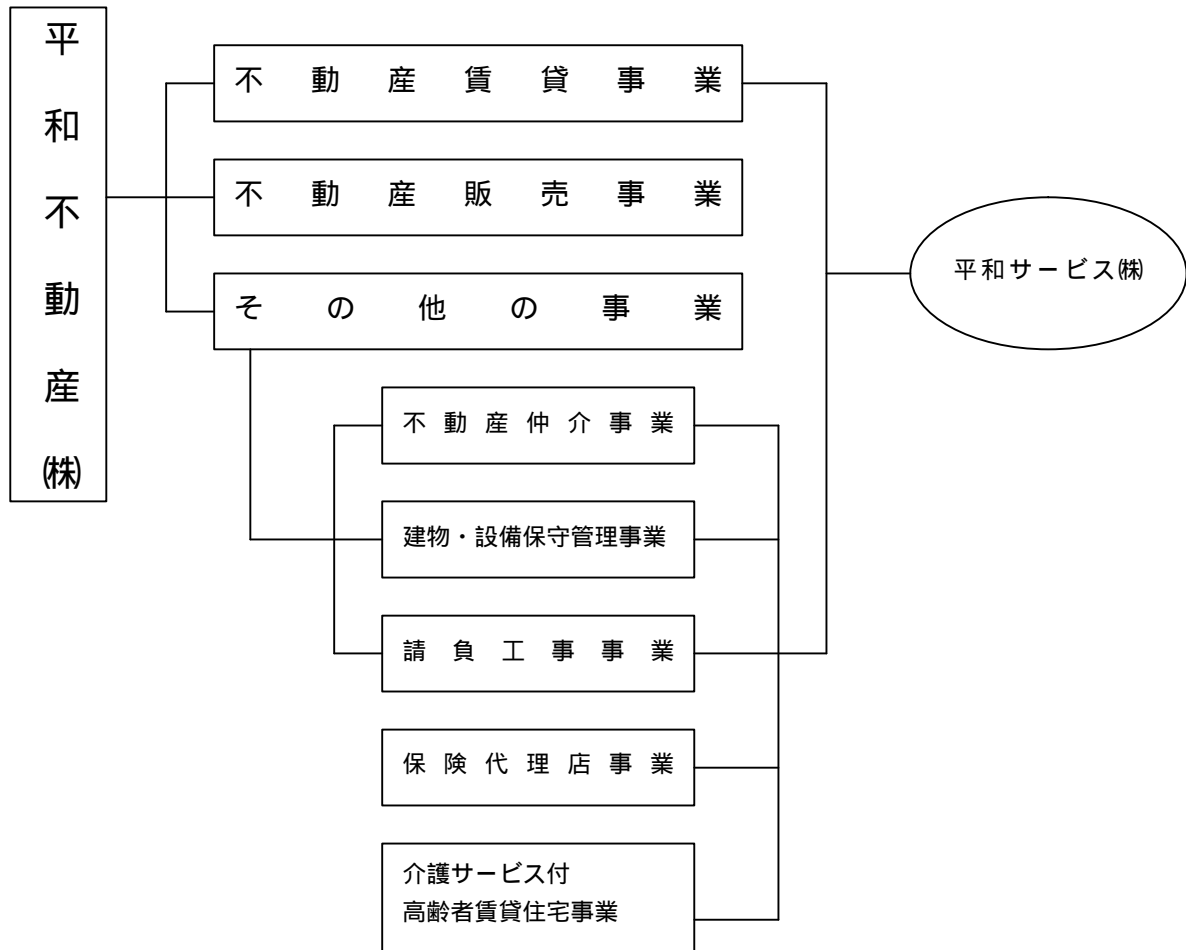 平和不動産㈱
不動産賃貸事業
不動産販売事業
その他の事業
平和サービス㈱
不動産仲介事業
建物・設備保守管理事業
請負工事事業
保険代理店事業
介護サービス付
高齢者賃貸住宅事業